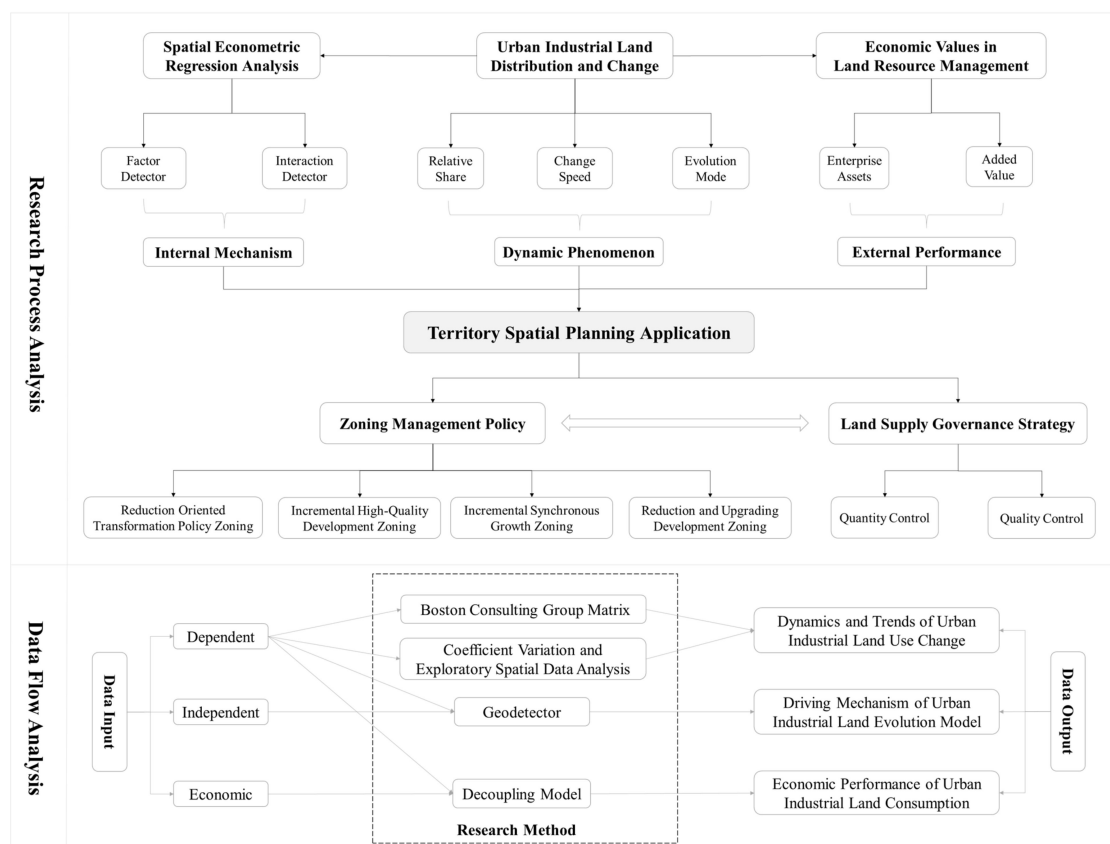 Research Process Analysis
Spatial Econometric
Regression Analysis
Urban Industrial Land
Distribution and Change
Economic Values in
Land Resource Management
Factor
Detector
Interaction
Detector
Relative
Share
Change
Speed
Evolution
Mode
Enterprise
Assets
Added
Value
Internal Mechanism
Dynamic Phenomenon
External Performance
Territory Spatial Planning Application
Zoning Management Policy
Land Supply Governance Strategy
Reduction Oriented
Transformation Policy Zoning
Incremental High-Quality
Development Zoning
Incremental Synchronous
Growth Zoning
Reduction and Upgrading
Development Zoning
Quantity Control
Quality Control
Data Flow Analysis
Data Input
Dependent
Independent
Economic
Boston Consulting Group Matrix
Coefficient Variation and
Exploratory Spatial Data Analysis
Geodetector
Decoupling Model
Research Method
Dynamics and Trends of Urban
Industrial Land Use Change
Driving Mechanism of Urban
Industrial Land Evolution Model
Economic Performance of Urban
Industrial Land Consumption
Data Output